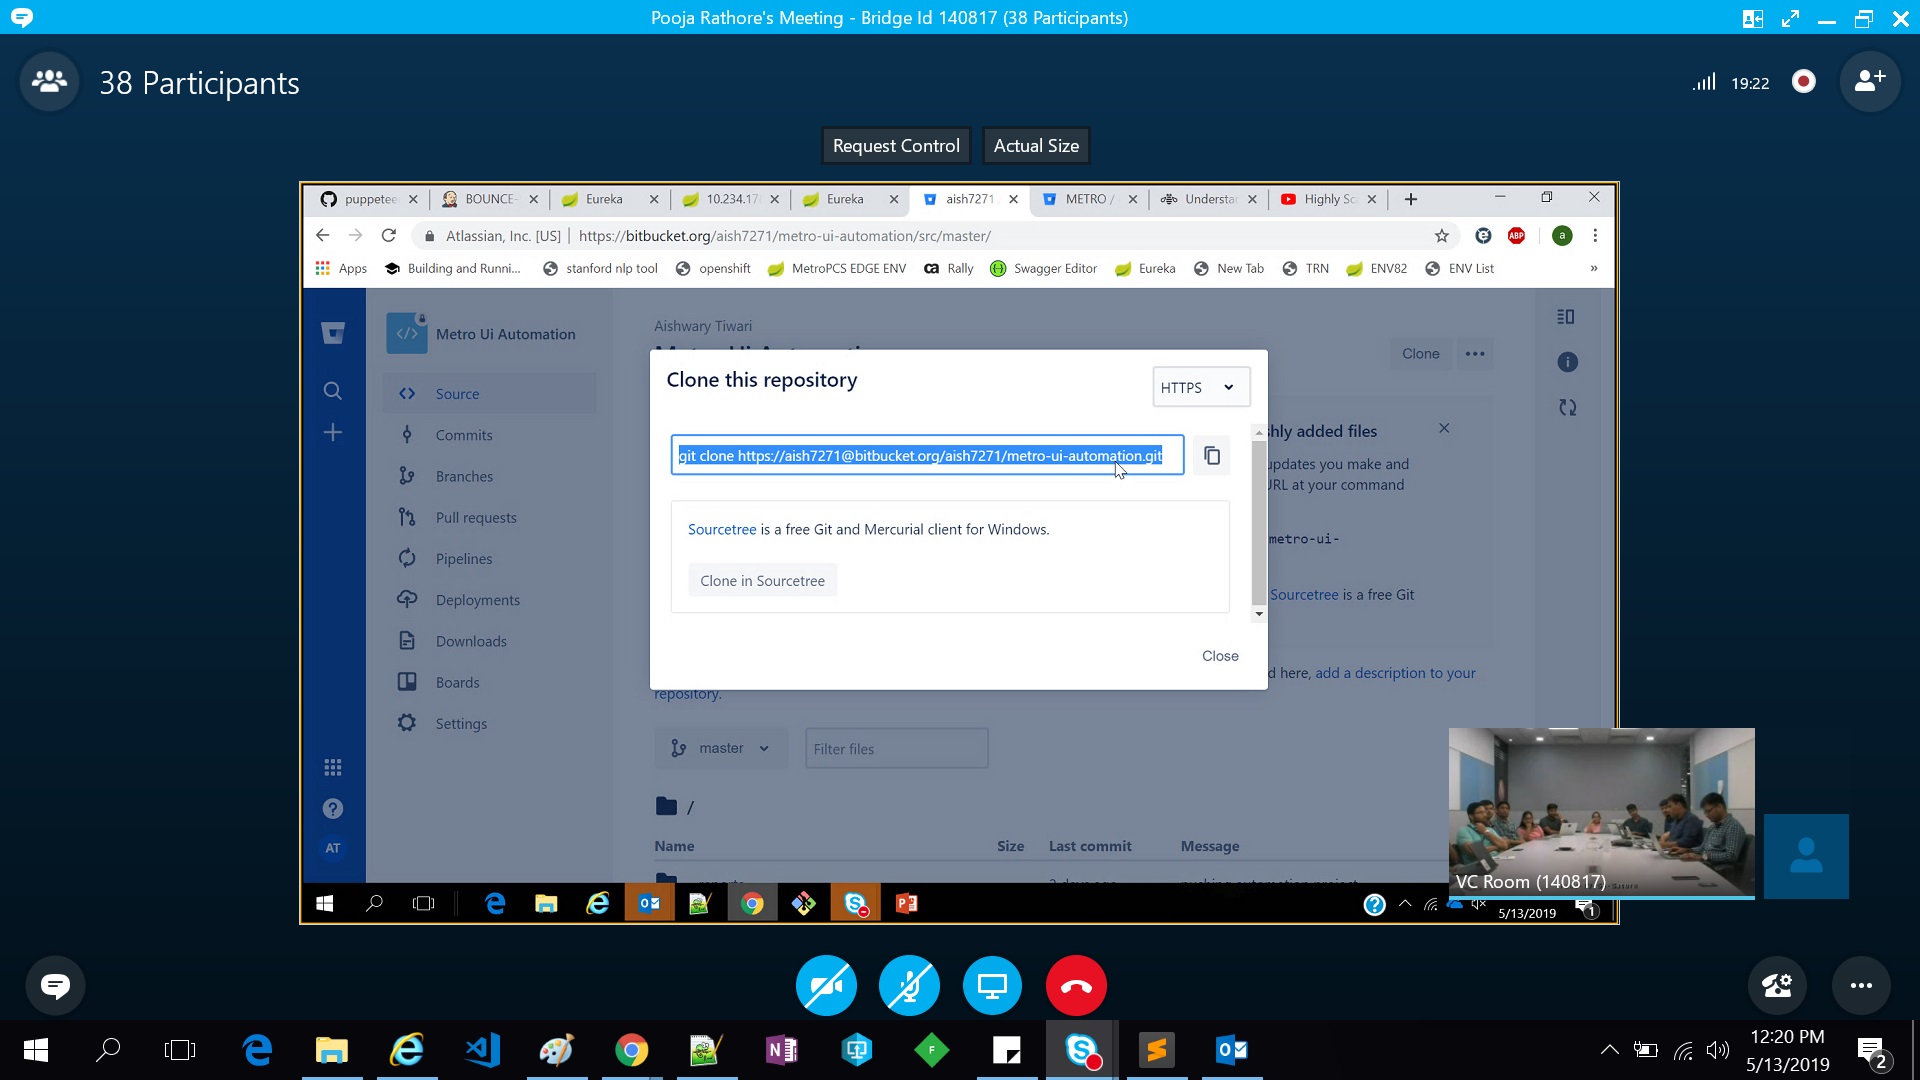 Pooja Rathore's Meeting - Bridge Id 140817 (38 Participants)
38 Participants
19:22
Request Control
Actual Size
puppetee
BOUNCE-
Eureka
10.234.17
Eureka
aish7271
METRO /
Understa
Highly Sc
Atlassian, Inc. [US] | https://bitbucket.org/aish7271/metro-ui-automation/src/master/
ABP
a
Apps
Building and Runni...
stanford nlp tool
openshift
MetroPCS EDGE ENV
ca
Rally
Swagger Editor
Eureka
New Tab
TRN
ENV82
ENV List
»
Metro Ui Automation
Source
Commits
Branches
Pull requests
Pipelines
Deployments
Downloads
Boards
Settings
AT
Aishwary Tiwari
Clone
Clone this repository
HTTPS
git clone https://aish7271@bitbucket.org/aish7271/metro-ui-automation.git
Sourcetree is a free Git and Mercurial client for Windows.
Clone in Sourcetree
Close
hly added files
updates you make and
URL at your command
metro-ui-
Sourcetree is a free Git
d here, add a description to your
repository.
master
Filter files
/
Name
Size
Last commit
Message
VC Room (140817)
5/13/2019
1
12:20 PM
5/13/2019
2